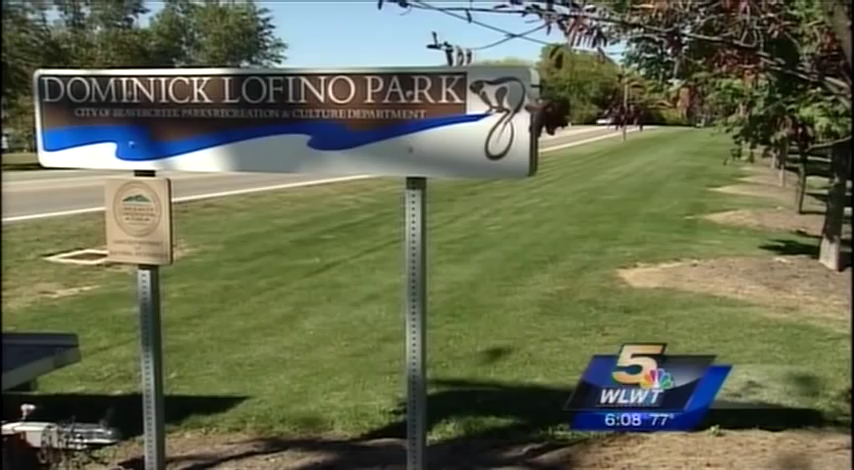 DOMINICK LOFINO PARK
CITY OF BEAVERCREEK PARKS, RECREATION & CULTURE DEPARTMENT
5
WLWT
6:08 77°